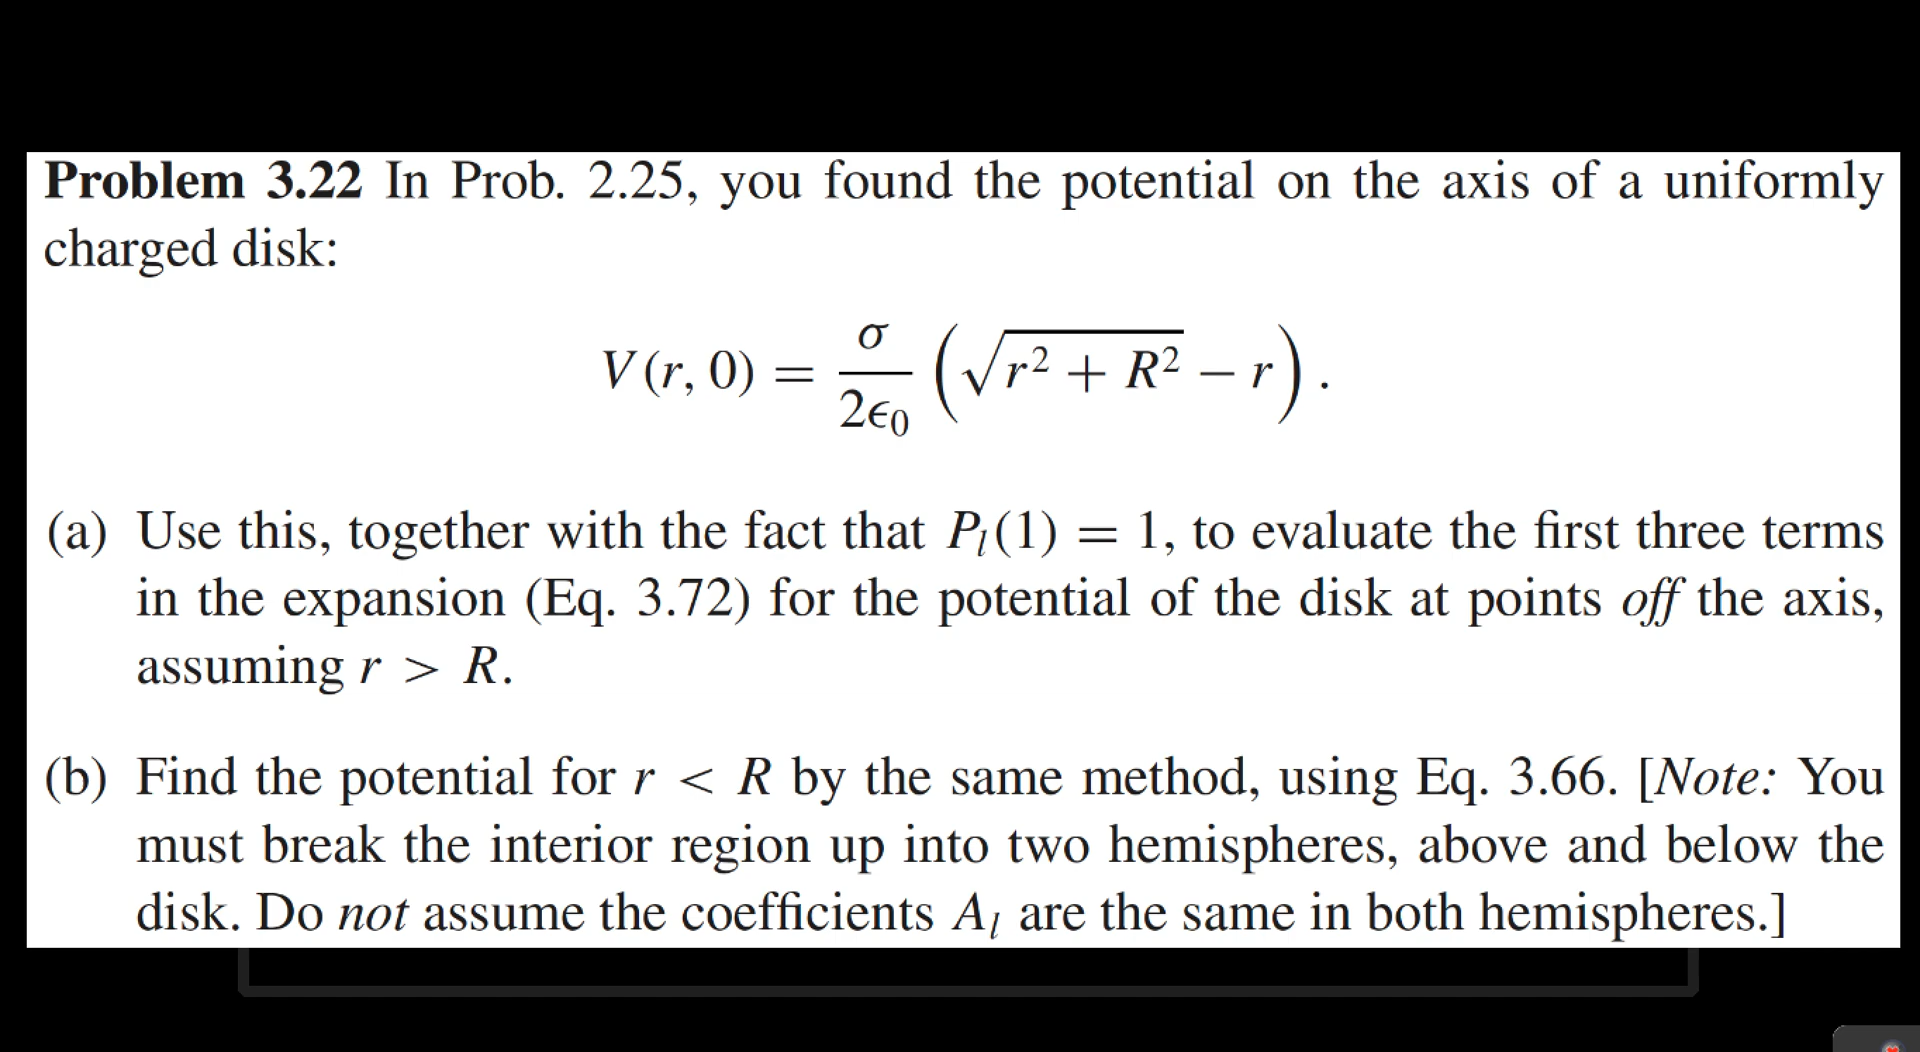 Problem 3.22 In Prob. 2.25, you found the potential on the axis of a uniformly
charged disk:
V(r, 0) = σ/2ϵ₀ (√(r² + R²) − r).
(a) Use this, together with the fact that Pₗ(1) = 1, to evaluate the first three terms
in the expansion (Eq. 3.72) for the potential of the disk at points off the axis,
assuming r > R.
(b) Find the potential for r < R by the same method, using Eq. 3.66. [Note: You
must break the interior region up into two hemispheres, above and below the
disk. Do not assume the coefficients Aₗ are the same in both hemispheres.]